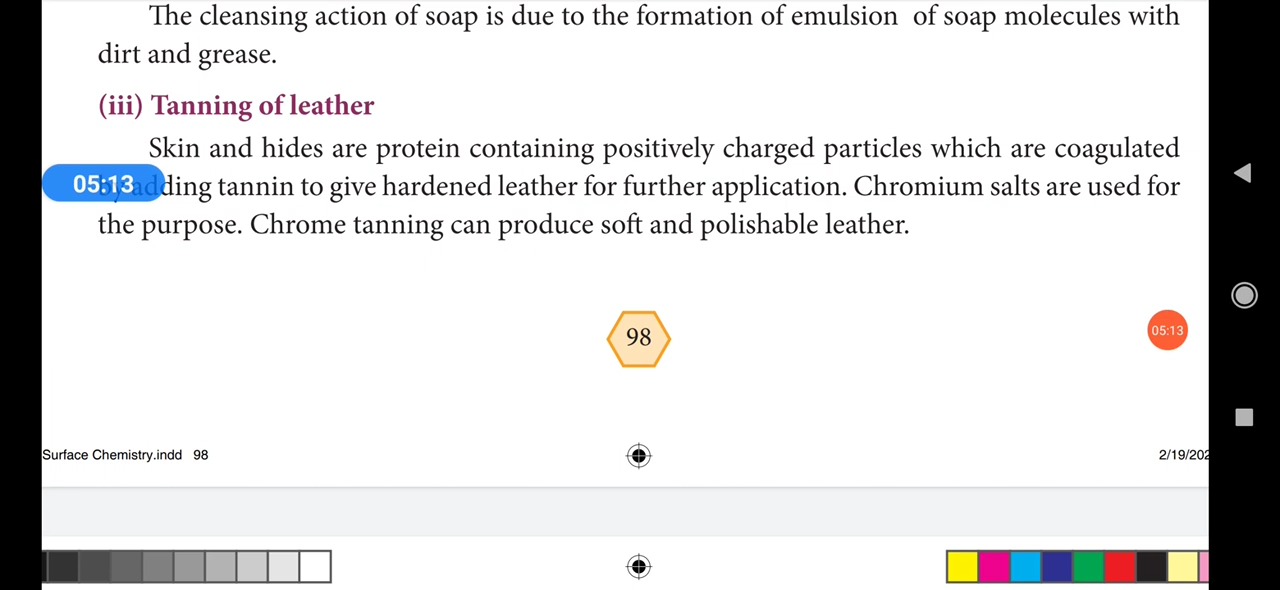 The cleansing action of soap is due to the formation of emulsion of soap molecules with
dirt and grease.
(iii) Tanning of leather
Skin and hides are protein containing positively charged particles which are coagulated
05:13
adding tannin to give hardened leather for further application. Chromium salts are used for
the purpose. Chrome tanning can produce soft and polishable leather.
98
05:13
Surface Chemistry.indd 98
2/19/202